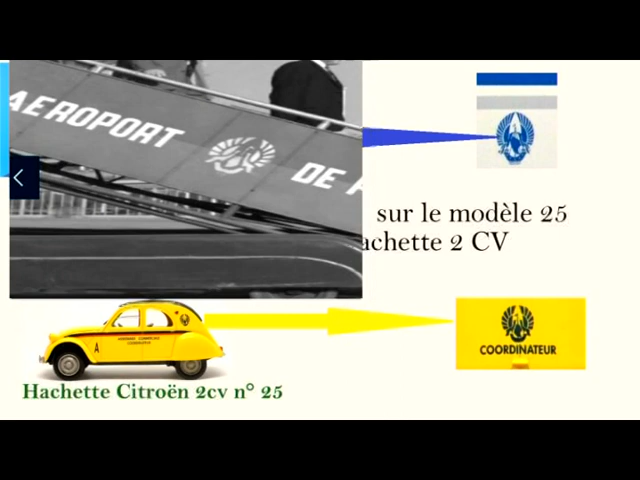 AEROPORT
DE
sur le modèle 25
achette 2 CV
A
COORDINATEUR
Hachette Citroën 2cv n° 25